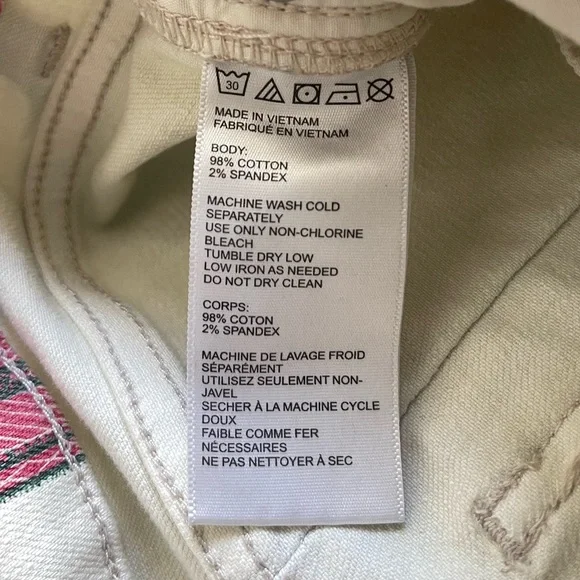 30
MADE IN VIETNAM
FABRIQUÉ EN VIETNAM
BODY:
98% COTTON
2% SPANDEX
MACHINE WASH COLD
SEPARATELY
USE ONLY NON-CHLORINE
BLEACH
TUMBLE DRY LOW
LOW IRON AS NEEDED
DO NOT DRY CLEAN
CORPS:
98% COTTON
2% SPANDEX
MACHINE DE LAVAGE FROID
SÉPARÉMENT
UTILISEZ SEULEMENT NON-
JAVEL
SECHER À LA MACHINE CYCLE
DOUX
FAIBLE COMME FER
NÉCESSAIRES
NE PAS NETTOYER À SEC